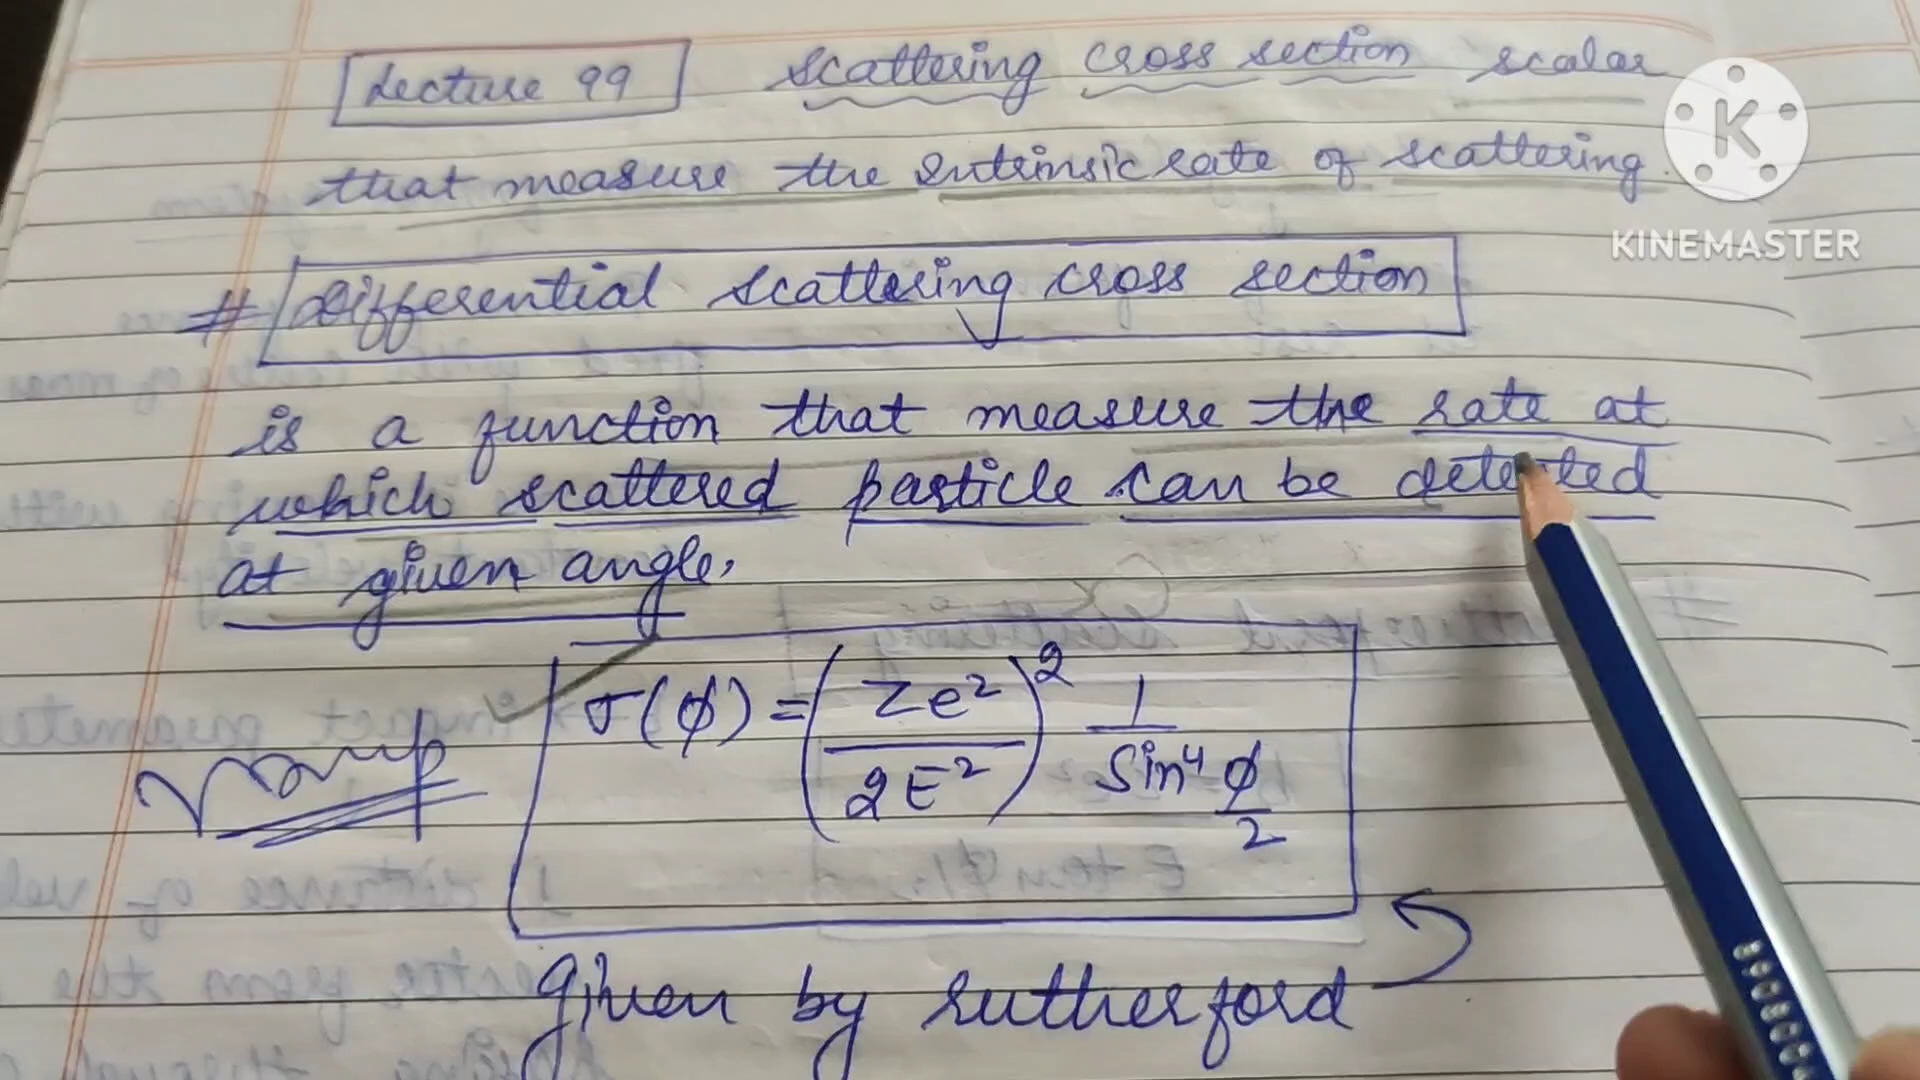 Lecture 99 scattering cross section scalar
that measure the intrinsic rate of scattering.
KINEMASTER
# Differential scattering cross section
is a function that measure the rate at
which scattered particle can be detected
at given angle.
σ(ϕ) = (Ze²/2E²)² 1/Sin⁴ ϕ/2
given by rutherford